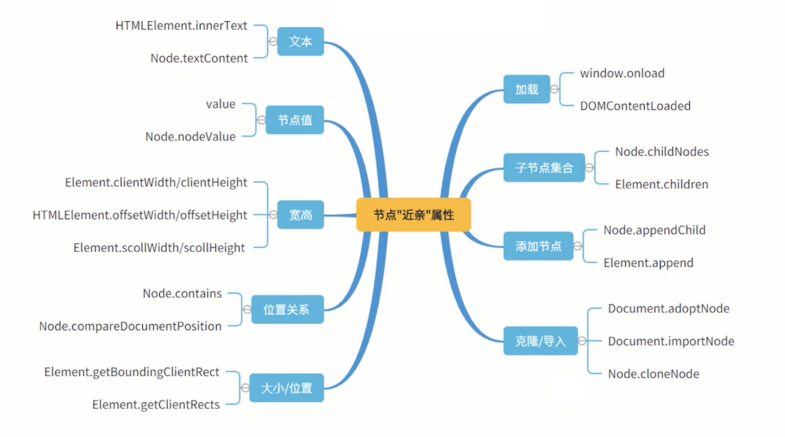 节点"近亲"属性
文本
HTMLElement.innerText
Node.textContent
节点值
value
Node.nodeValue
宽高
Element.clientWidth/clientHeight
HTMLElement.offsetWidth/offsetHeight
Element.scollWidth/scollHeight
位置关系
Node.contains
Node.compareDocumentPosition
大小/位置
Element.getBoundingClientRect
Element.getClientRects
加载
window.onload
DOMContentLoaded
子节点集合
Node.childNodes
Element.children
添加节点
Node.appendChild
Element.append
克隆/导入
Document.adoptNode
Document.importNode
Node.cloneNode